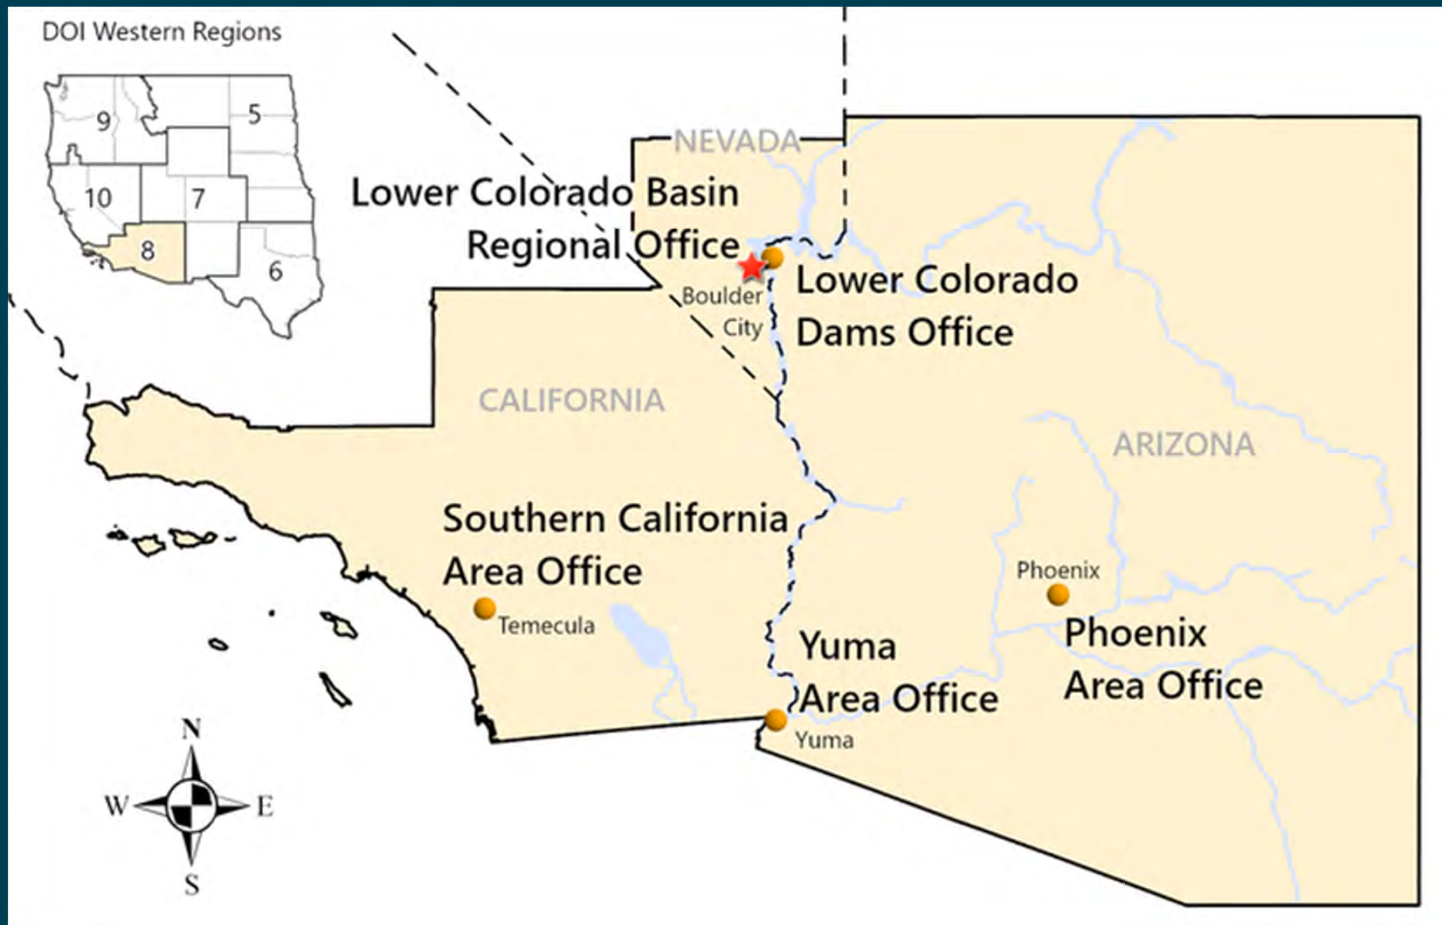 DOI Western Regions
9
5
10
7
8
6
NEVADA
Lower Colorado Basin
Regional Office
Boulder
City
Lower Colorado
Dams Office
CALIFORNIA
ARIZONA
Southern California
Area Office
Temecula
Phoenix
Phoenix
Area Office
Yuma
Area Office
Yuma
N
W
E
S